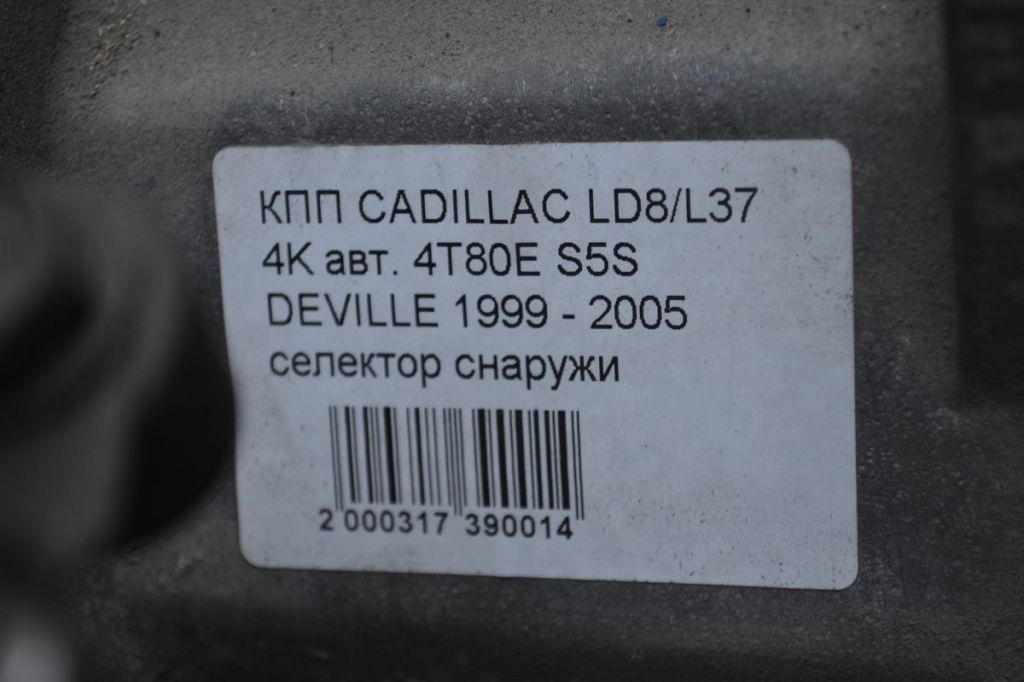 КПП CADILLAC LD8/L37
4K авт. 4T80E S5S
DEVILLE 1999 - 2005
селектор снаружи
2 000317 390014